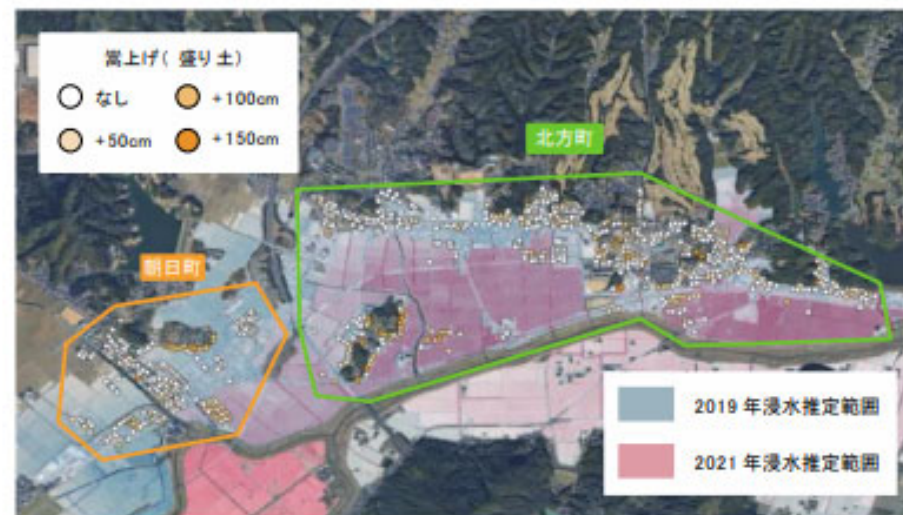 嵩上げ( 盛り土)
なし
+100cm
+50cm
+150cm
北方町
朝日町
2019 年浸水推定範囲
2021 年浸水推定範囲